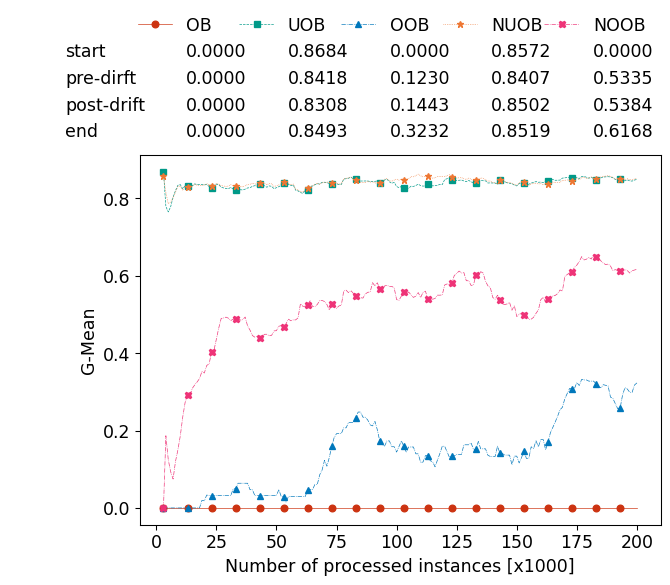 OB UOB OOB NUOB NOOB
start 0.0000 0.8684 0.0000 0.8572 0.0000
pre-dirft 0.0000 0.8418 0.1230 0.8407 0.5335
post-drift 0.0000 0.8308 0.1443 0.8502 0.5384
end 0.0000 0.8493 0.3232 0.8519 0.6168
0.8
0.6
0.4
0.2
0.0
G-Mean
0 25 50 75 100 125 150 175 200
Number of processed instances [x1000]